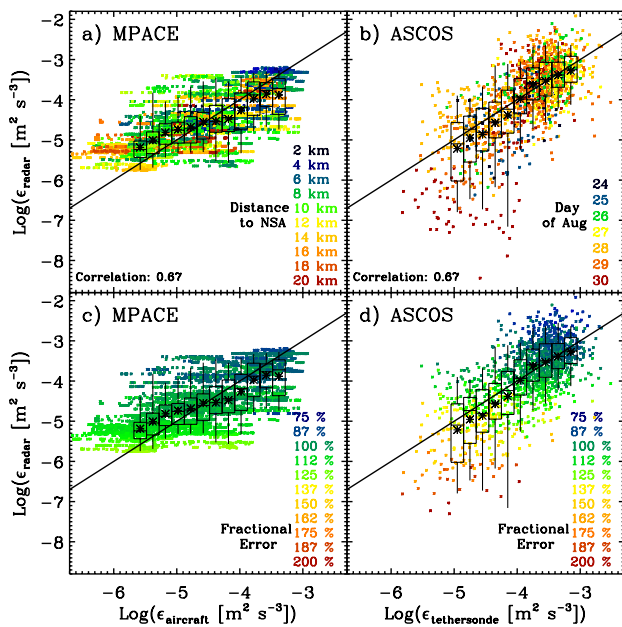 a) MPACE
b) ASCOS
−2
−3
−4
−5
−6
−7
−8
Log(ϵradar) [m² s⁻³]
2 km
4 km
6 km
8 km
10 km
12 km
14 km
16 km
18 km
20 km
Distance
to NSA
Correlation: 0.67
24
25
26
27
28
29
30
Day
of Aug
Correlation: 0.67
c) MPACE
d) ASCOS
−2
−3
−4
−5
−6
−7
−8
Log(ϵradar) [m² s⁻³]
75 %
87 %
100 %
112 %
125 %
137 %
150 %
162 %
175 %
187 %
200 %
Fractional
Error
75 %
87 %
100 %
112 %
125 %
137 %
150 %
162 %
175 %
187 %
200 %
Fractional
Error
−6 −5 −4 −3
−6 −5 −4 −3
Log(ϵaircraft) [m² s⁻³]
Log(ϵtethersonde) [m² s⁻³]